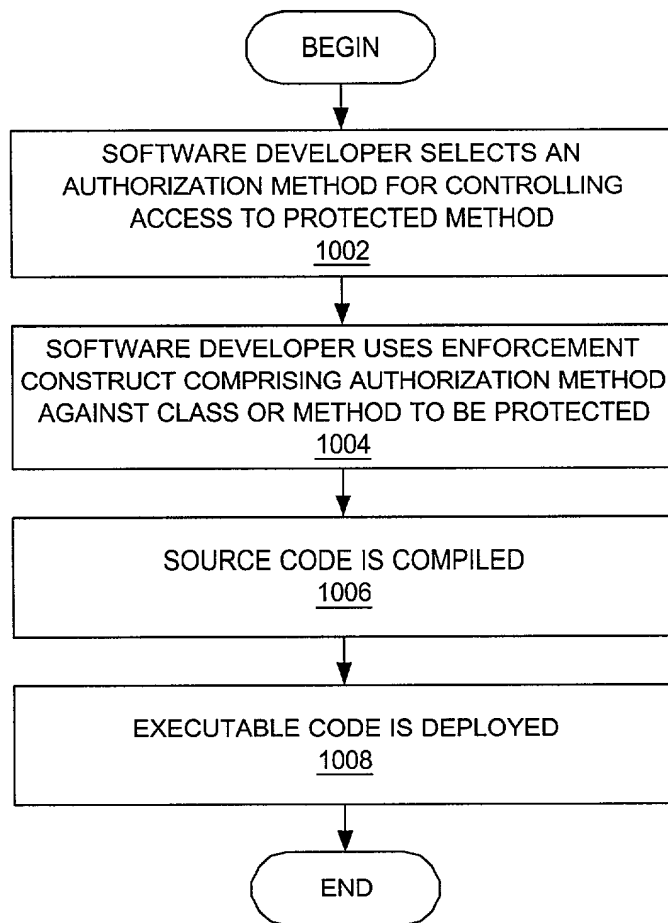 BEGIN
SOFTWARE DEVELOPER SELECTS AN
AUTHORIZATION METHOD FOR CONTROLLING
ACCESS TO PROTECTED METHOD
1002
SOFTWARE DEVELOPER USES ENFORCEMENT
CONSTRUCT COMPRISING AUTHORIZATION METHOD
AGAINST CLASS OR METHOD TO BE PROTECTED
1004
SOURCE CODE IS COMPILED
1006
EXECUTABLE CODE IS DEPLOYED
1008
END